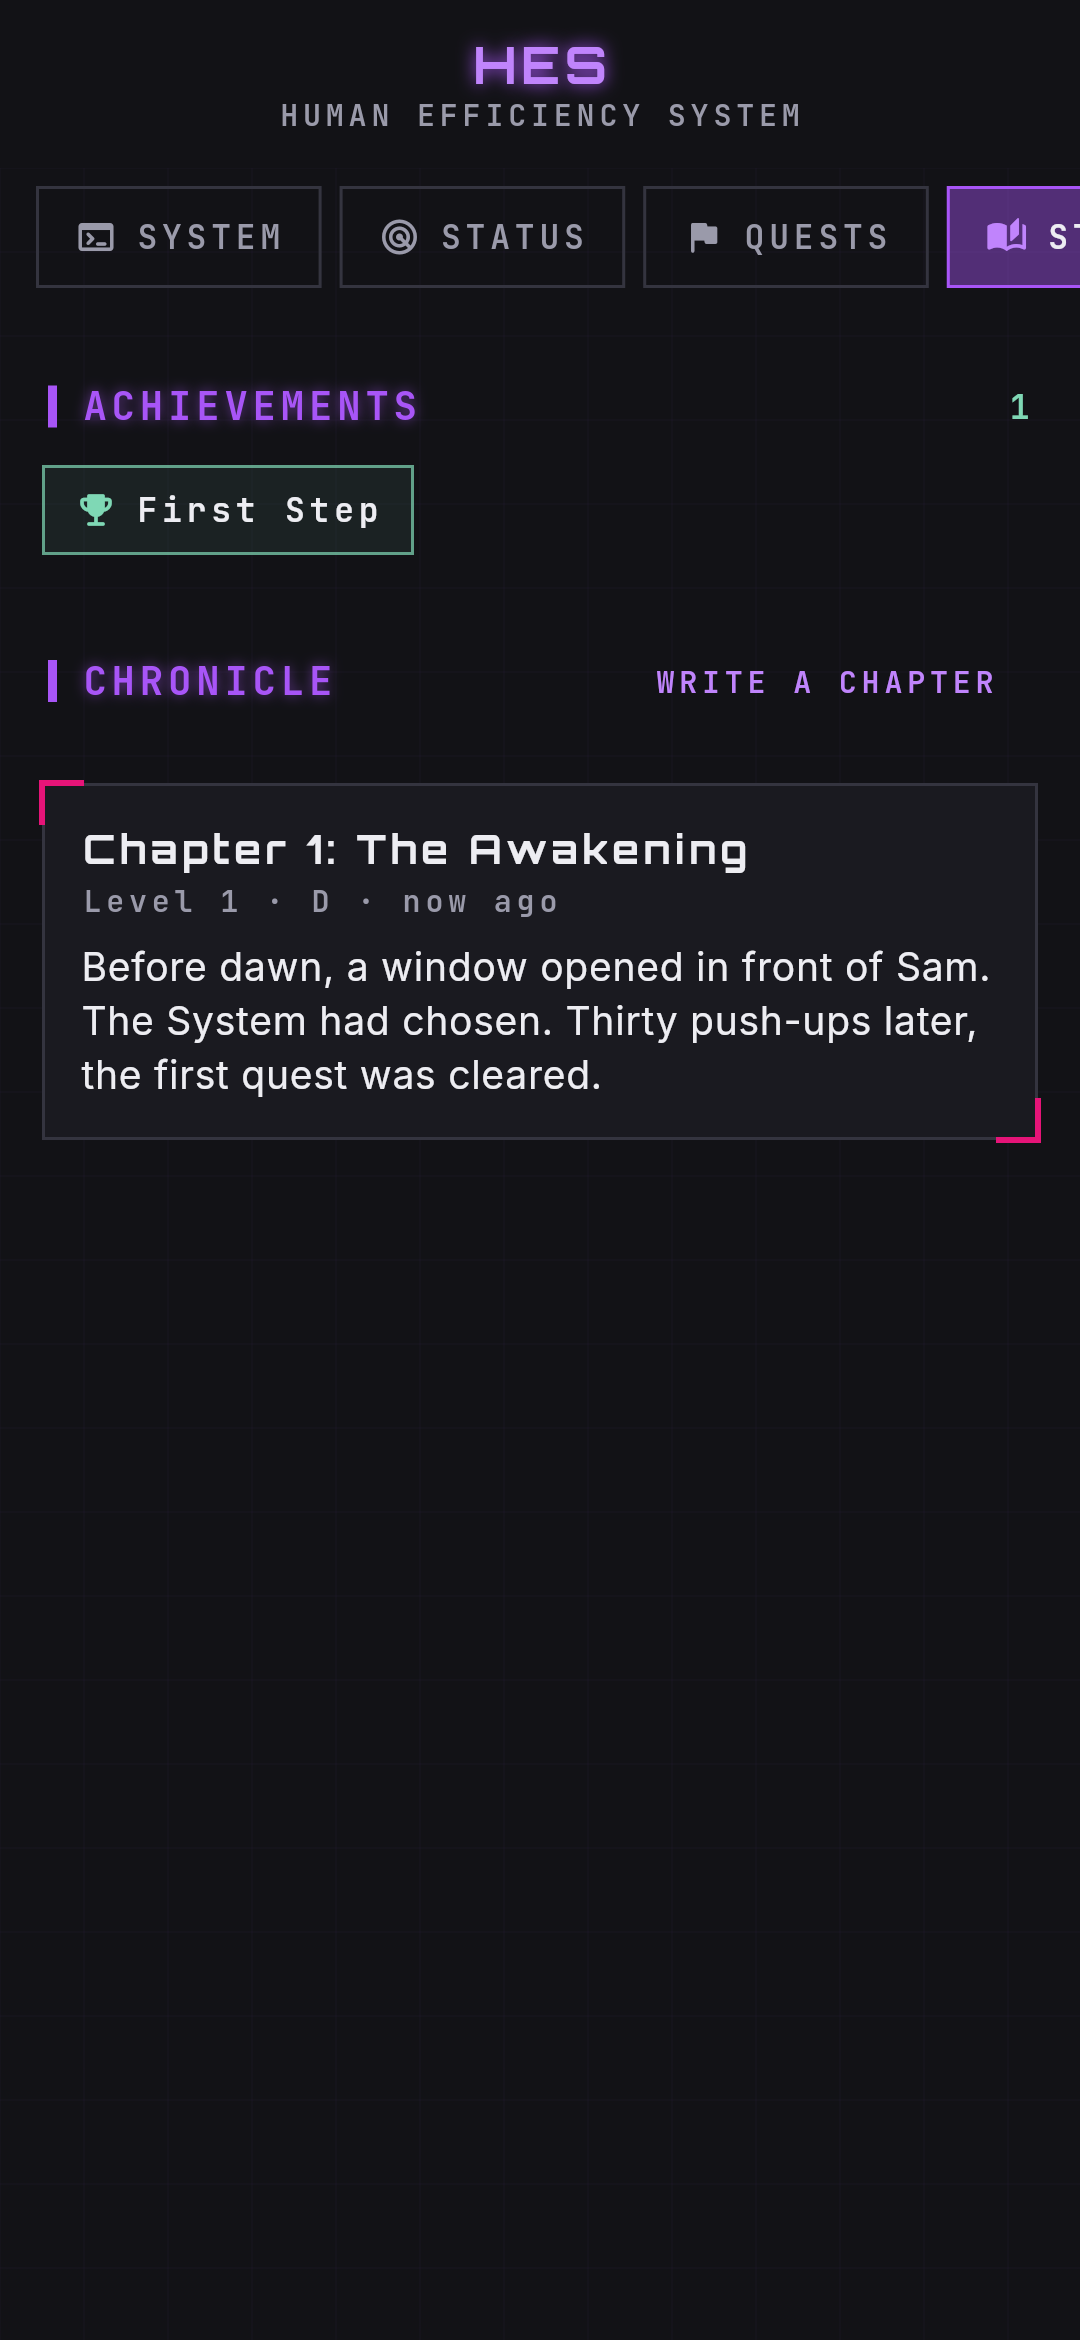 HES
HUMAN EFFICIENCY SYSTEM
SYSTEM
STATUS
QUESTS
ACHIEVEMENTS
1
First Step
CHRONICLE
WRITE A CHAPTER
Chapter 1: The Awakening
Level 1 · D · now ago
Before dawn, a window opened in front of Sam.
The System had chosen. Thirty push-ups later,
the first quest was cleared.